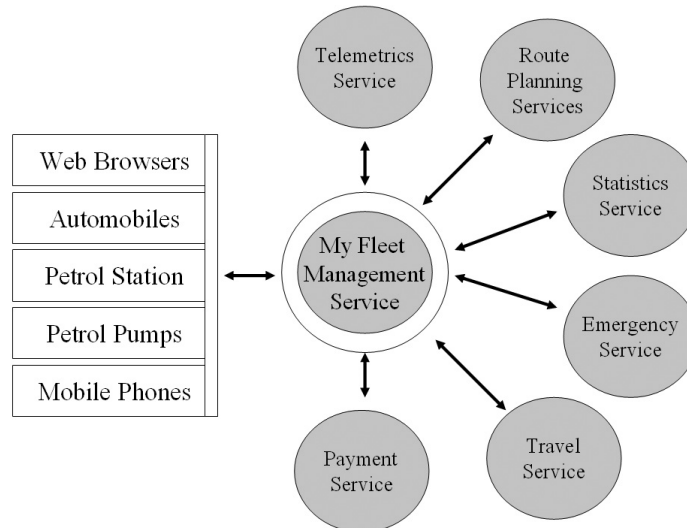 Telemetrics
Service
Route
Planning
Services
Web Browsers
Automobiles
Petrol Station
Petrol Pumps
Mobile Phones
My Fleet
Management
Service
Statistics
Service
Emergency
Service
Travel
Service
Payment
Service